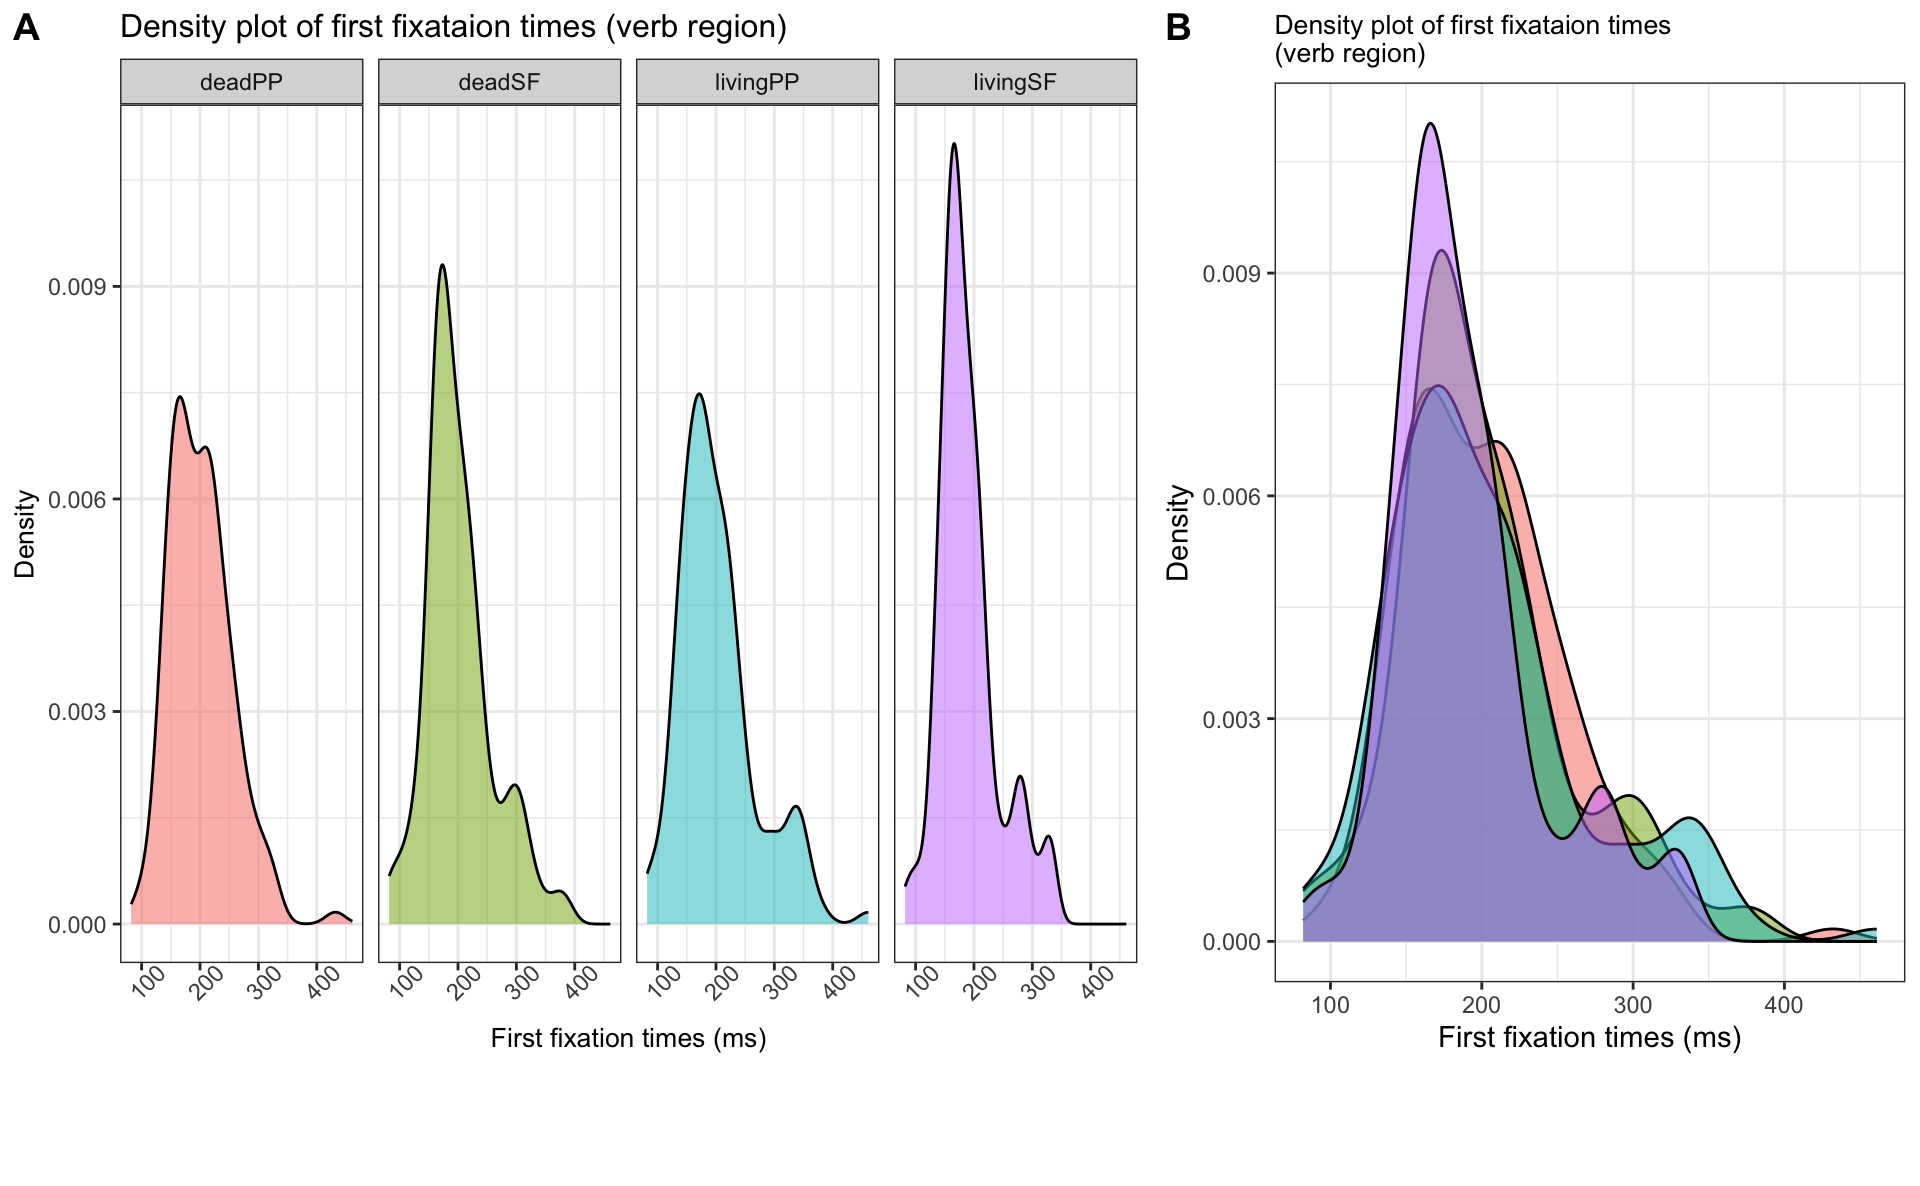 A
Density plot of first fixataion times (verb region)
deadPP
deadSF
livingPP
livingSF
Density
0.009
0.006
0.003
0.000
100 200 300 400
100 200 300 400
100 200 300 400
100 200 300 400
First fixation times (ms)
B
Density plot of first fixataion times
(verb region)
Density
0.009
0.006
0.003
0.000
100 200 300 400
First fixation times (ms)